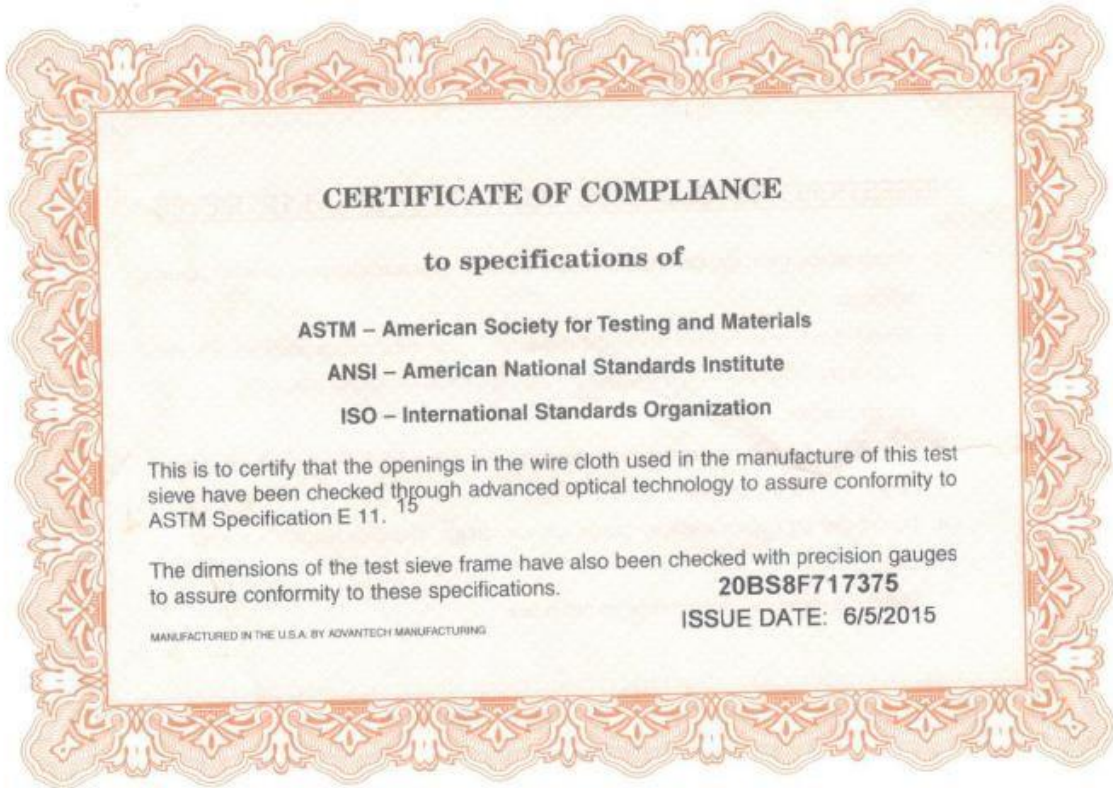 CERTIFICATE OF COMPLIANCE
to specifications of
ASTM – American Society for Testing and Materials
ANSI – American National Standards Institute
ISO – International Standards Organization
This is to certify that the openings in the wire cloth used in the manufacture of this test
sieve have been checked through advanced optical technology to assure conformity to
ASTM Specification E 11. 15
The dimensions of the test sieve frame have also been checked with precision gauges
to assure conformity to these specifications.
20BS8F717375
ISSUE DATE: 6/5/2015
MANUFACTURED IN THE U.S.A. BY ADVANTECH MANUFACTURING